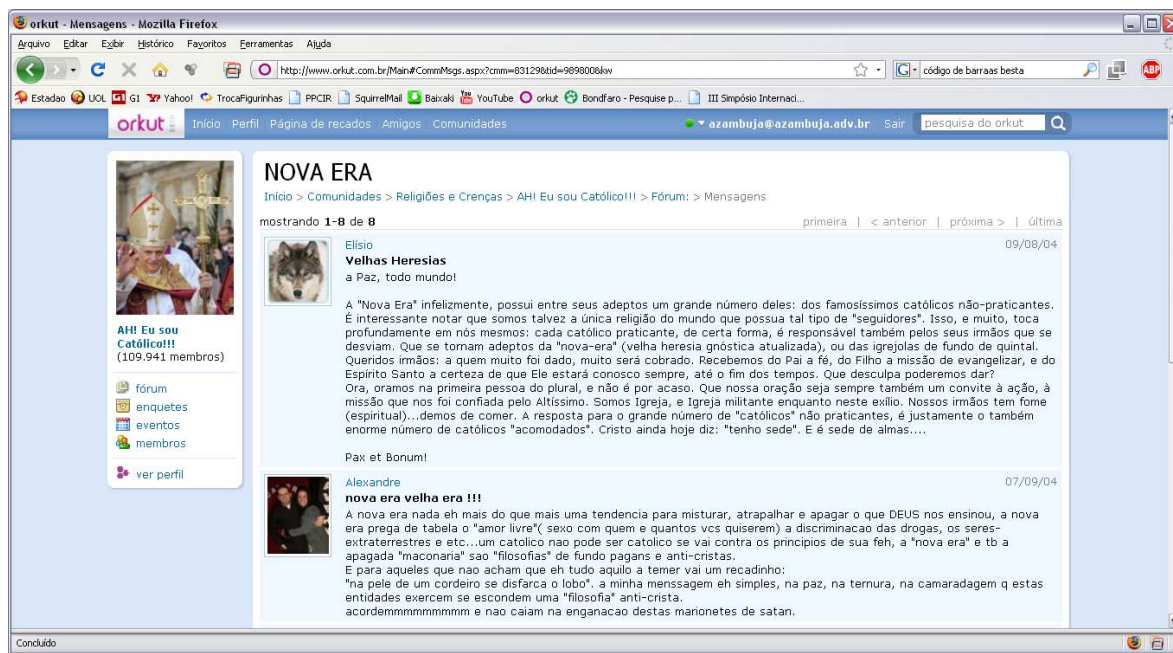 orkut - Mensagens - Mozilla Firefox
Arquivo Editar Exibir Histórico Favoritos Ferramentas Ajuda
http://www.orkut.com.br/Main#CommMsgs.aspx?cmm=83129&tid=989800&kw
código de barraas besta
ABP
Estadao UOL G1 Yahoo! TrocaFigurinhas PPCIR SquirrelMail Baixaki YouTube orkut Bondfaro - Pesquise p... III Simpósio Internaci...
orkut Início Perfil Página de recados Amigos Comunidades azambuja@azambuja.adv.br Sair pesquisa do orkut
NOVA ERA
Início > Comunidades > Religiões e Crenças > AH! Eu sou Católico!!! > Fórum: > Mensagens
mostrando 1-8 de 8 primeira | < anterior | próxima > | última
AH! Eu sou
Católico!!!
(109.941 membros)
fórum
enquetes
eventos
membros
ver perfil
Elísio 09/08/04
Velhas Heresias
a Paz, todo mundo!
A "Nova Era" infelizmente, possui entre seus adeptos um grande número deles: dos famosíssimos católicos não-praticantes.
É interessante notar que somos talvez a única religião do mundo que possua tal tipo de "seguidores". Isso, e muito, toca
profundamente em nós mesmos: cada católico praticante, de certa forma, é responsável também pelos seus irmãos que se
desviam. Que se tornam adeptos da "nova-era" (velha heresia gnóstica atualizada), ou das igrejolas de fundo de quintal.
Queridos irmãos: a quem muito foi dado, muito será cobrado. Recebemos do Pai a fé, do Filho a missão de evangelizar, e do
Espírito Santo a certeza de que Ele estará conosco sempre, até o fim dos tempos. Que desculpa poderemos dar?
Ora, oramos na primeira pessoa do plural, e não é por acaso. Que nossa oração seja sempre também um convite à ação, à
missão que nos foi confiada pelo Altíssimo. Somos Igreja, e Igreja militante enquanto neste exílio. Nossos irmãos tem fome
(espiritual)...demos de comer. A resposta para o grande número de "católicos" não praticantes, é justamente o também
enorme número de católicos "acomodados". Cristo ainda hoje diz: "tenho sede". E é sede de almas....
Pax et Bonum!
Alexandre 07/09/04
nova era velha era !!!
A nova era nada eh mais do que mais uma tendencia para misturar, atrapalhar e apagar o que DEUS nos ensinou, a nova
era prega de tabela o "amor livre"( sexo com quem e quantos vcs quiserem) a discriminacao das drogas, os seres-
extraterrestres e etc...um catolico nao pode ser catolico se vai contra os principios de sua feh, a "nova era" e tb a
apagada "maconaria" sao "filosofias" de fundo pagans e anti-cristas.
E para aqueles que nao acham que eh tudo aquilo a temer vai um recadinho:
"na pele de um cordeiro se disfarca o lobo". a minha menssagem eh simples, na paz, na ternura, na camaradagem q estas
entidades exercem se escondem uma "filosofia" anti-crista.
acordemmmmmmmmmm e nao caiam na enganacao destas marionetes de satan.
Concluído